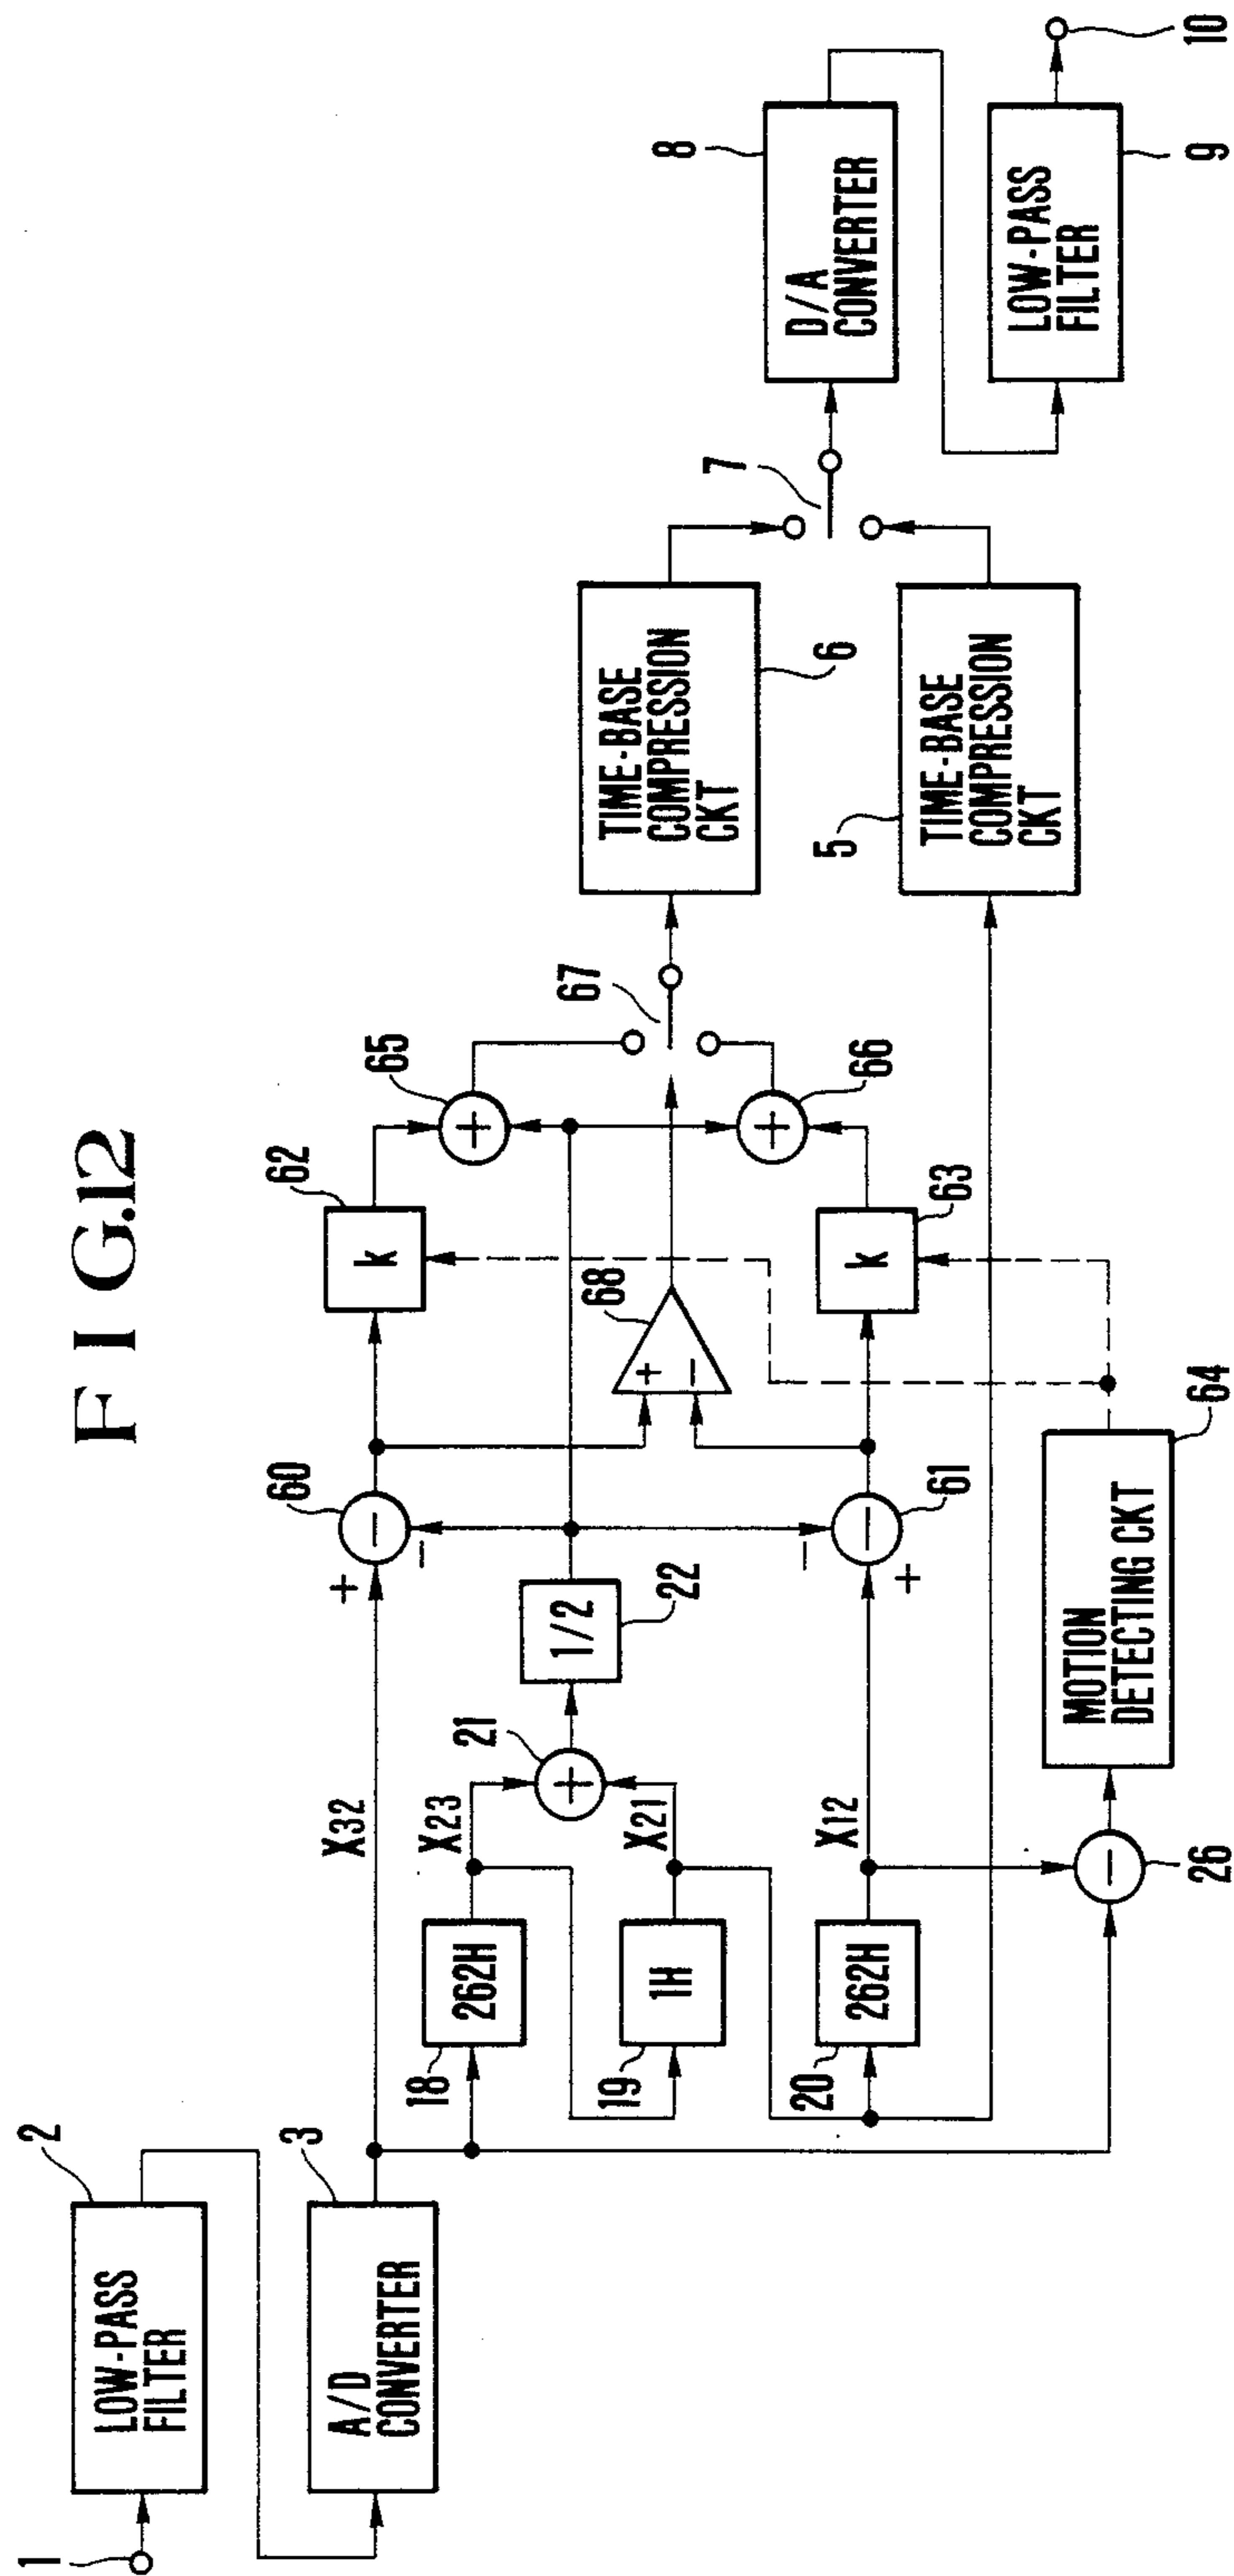 FIG.12
1
2
LOW-PASS
FILTER
3
A/D
CONVERTER
X32
18
262H
X23
19
1H
X21
20
262H
X12
21
+
1/2
22
26
−
60
+
−
−
61
−
−
+
62
k
63
k
64
MOTION
DETECTING CKT
65
+
66
+
67
68
+
−
TIME-BASE
COMPRESSION
CKT
6
TIME-BASE
COMPRESSION
CKT
5
7
8
D/A
CONVERTER
LOW-PASS
FILTER
9
10